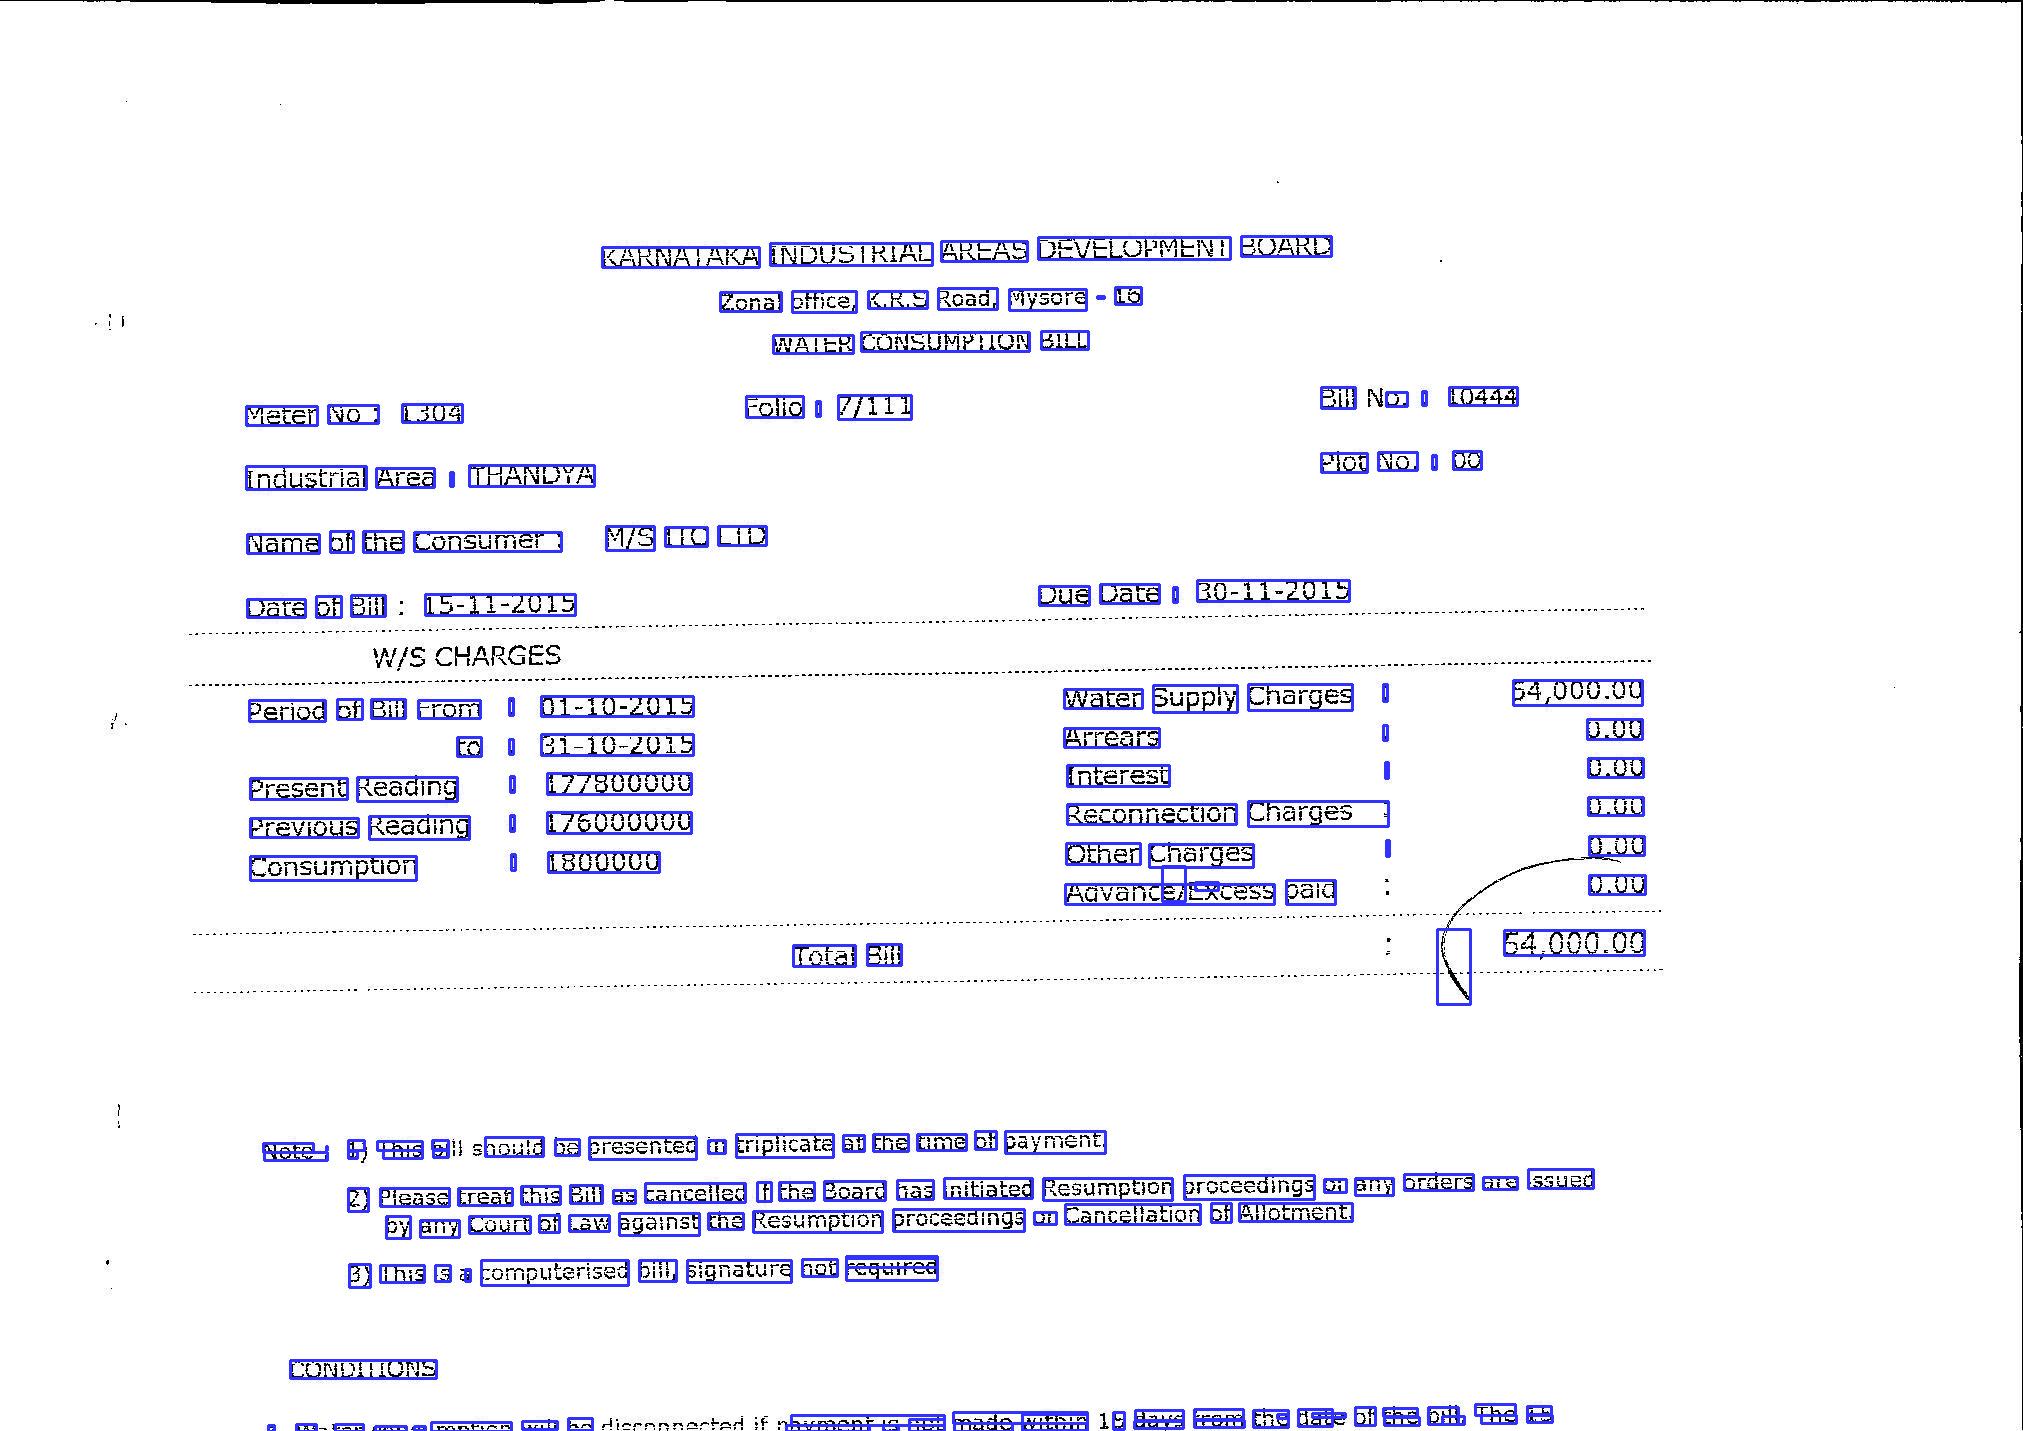 KARNATAKA INDUSTRIAL AREAS DEVELOPMENT BOARD
Zonal office, K.R.S Road, Mysore - 16
WATER CONSUMPTION BILL
Meter No : 1304 Folio : 7/111 Bill No. : 10444
Industrial Area : THANDYA Plot No. : 00
Name of the Consumer : M/S ITC LTD
Date of Bill : 15-11-2015 Due Date : 30-11-2015
W/S CHARGES
Period of Bill From : 01-10-2015 Water Supply Charges : 54,000.00
to : 31-10-2015 Arrears : 0.00
Present Reading : 177800000 Interest : 0.00
Previous Reading : 176000000 Reconnection Charges : 0.00
Consumption : 1800000 Other Charges : 0.00
Advance/Excess paid : 0.00
Total Bill : 54,000.00
Note : 1) This bill should be presented in triplicate at the time of payment.
2) Please treat this Bill as cancelled if the Board has initiated Resumption proceedings or any orders are issued
by any Court of Law against the Resumption proceedings or Cancellation of Allotment.
3) This is a computerised bill, signature not required
CONDITIONS
will be disconnected if payment is not made within 15 days from the date of the bill. The